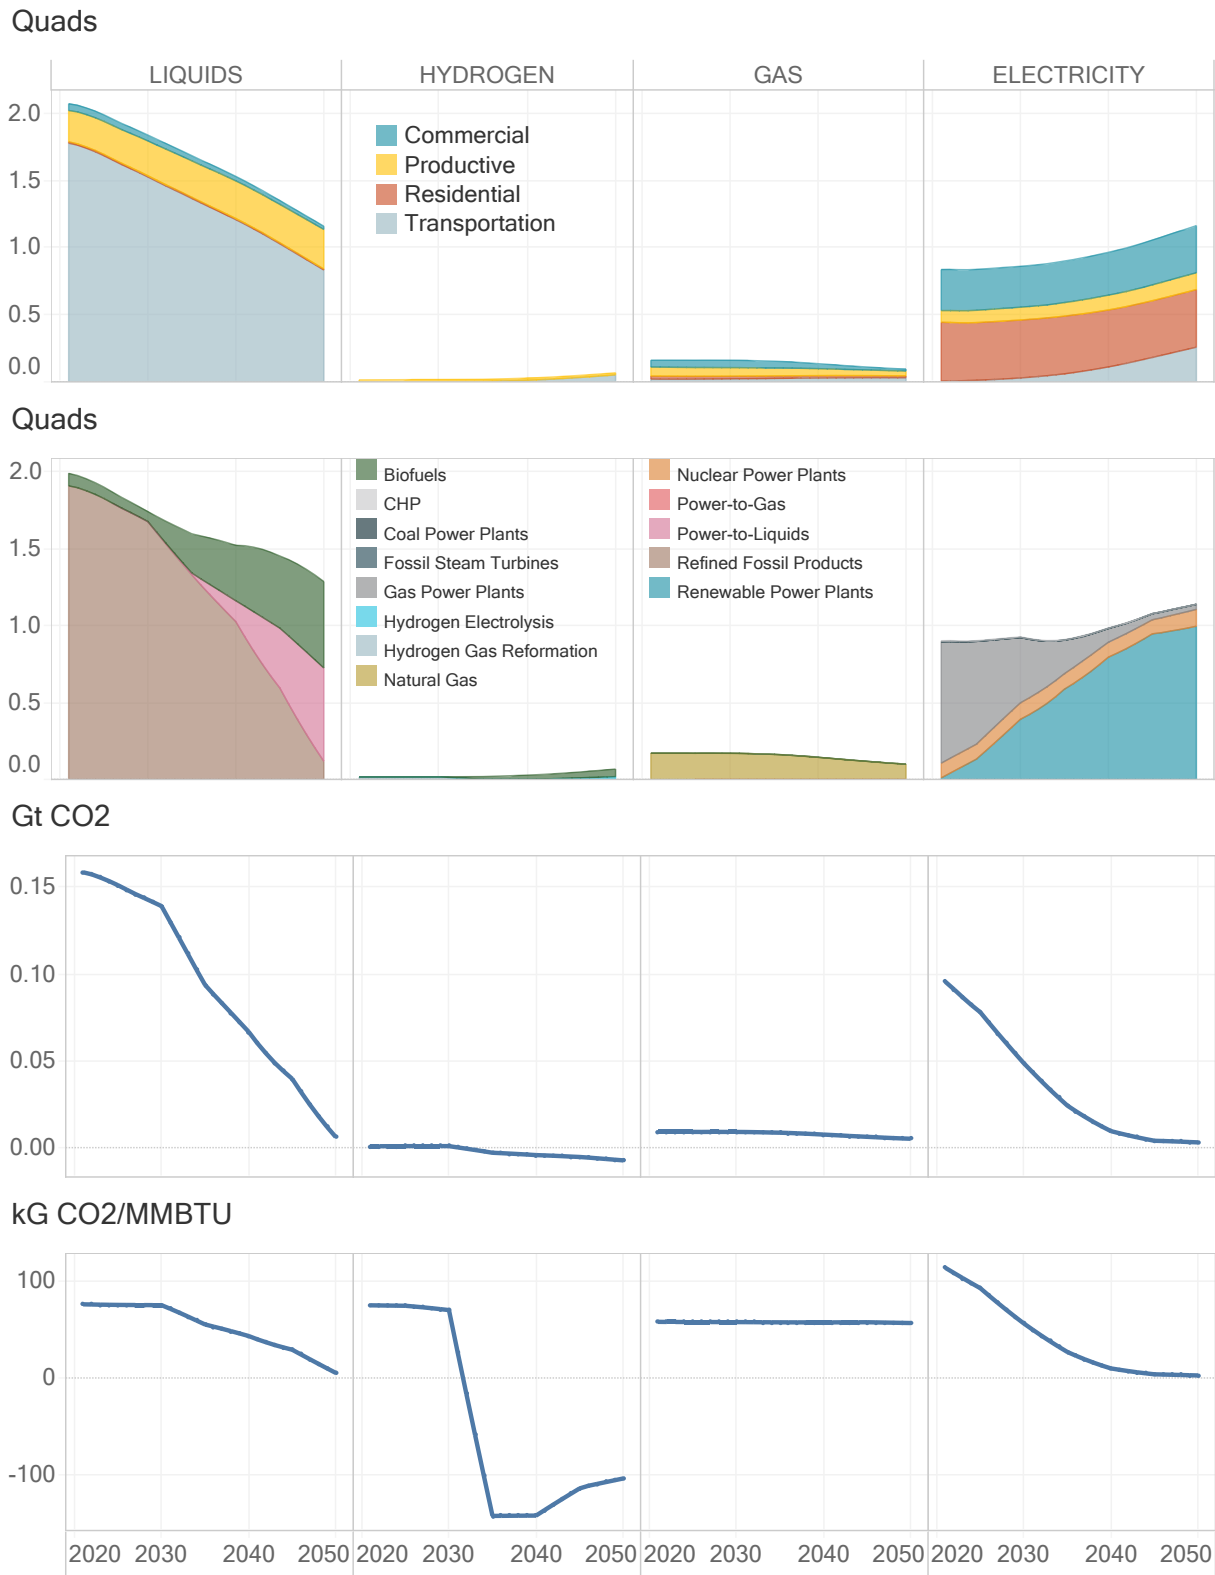 Quads
LIQUIDS HYDROGEN GAS ELECTRICITY
2.0
1.5
1.0
0.5
0.0
Commercial
Productive
Residential
Transportation
Quads
2.0
1.5
1.0
0.5
0.0
Biofuels
CHP
Coal Power Plants
Fossil Steam Turbines
Gas Power Plants
Hydrogen Electrolysis
Hydrogen Gas Reformation
Natural Gas
Nuclear Power Plants
Power-to-Gas
Power-to-Liquids
Refined Fossil Products
Renewable Power Plants
Gt CO2
0.15
0.10
0.05
0.00
kG CO2/MMBTU
100
0
-100
2020 2030 2040 2050 2020 2030 2040 2050 2020 2030 2040 2050 2020 2030 2040 2050